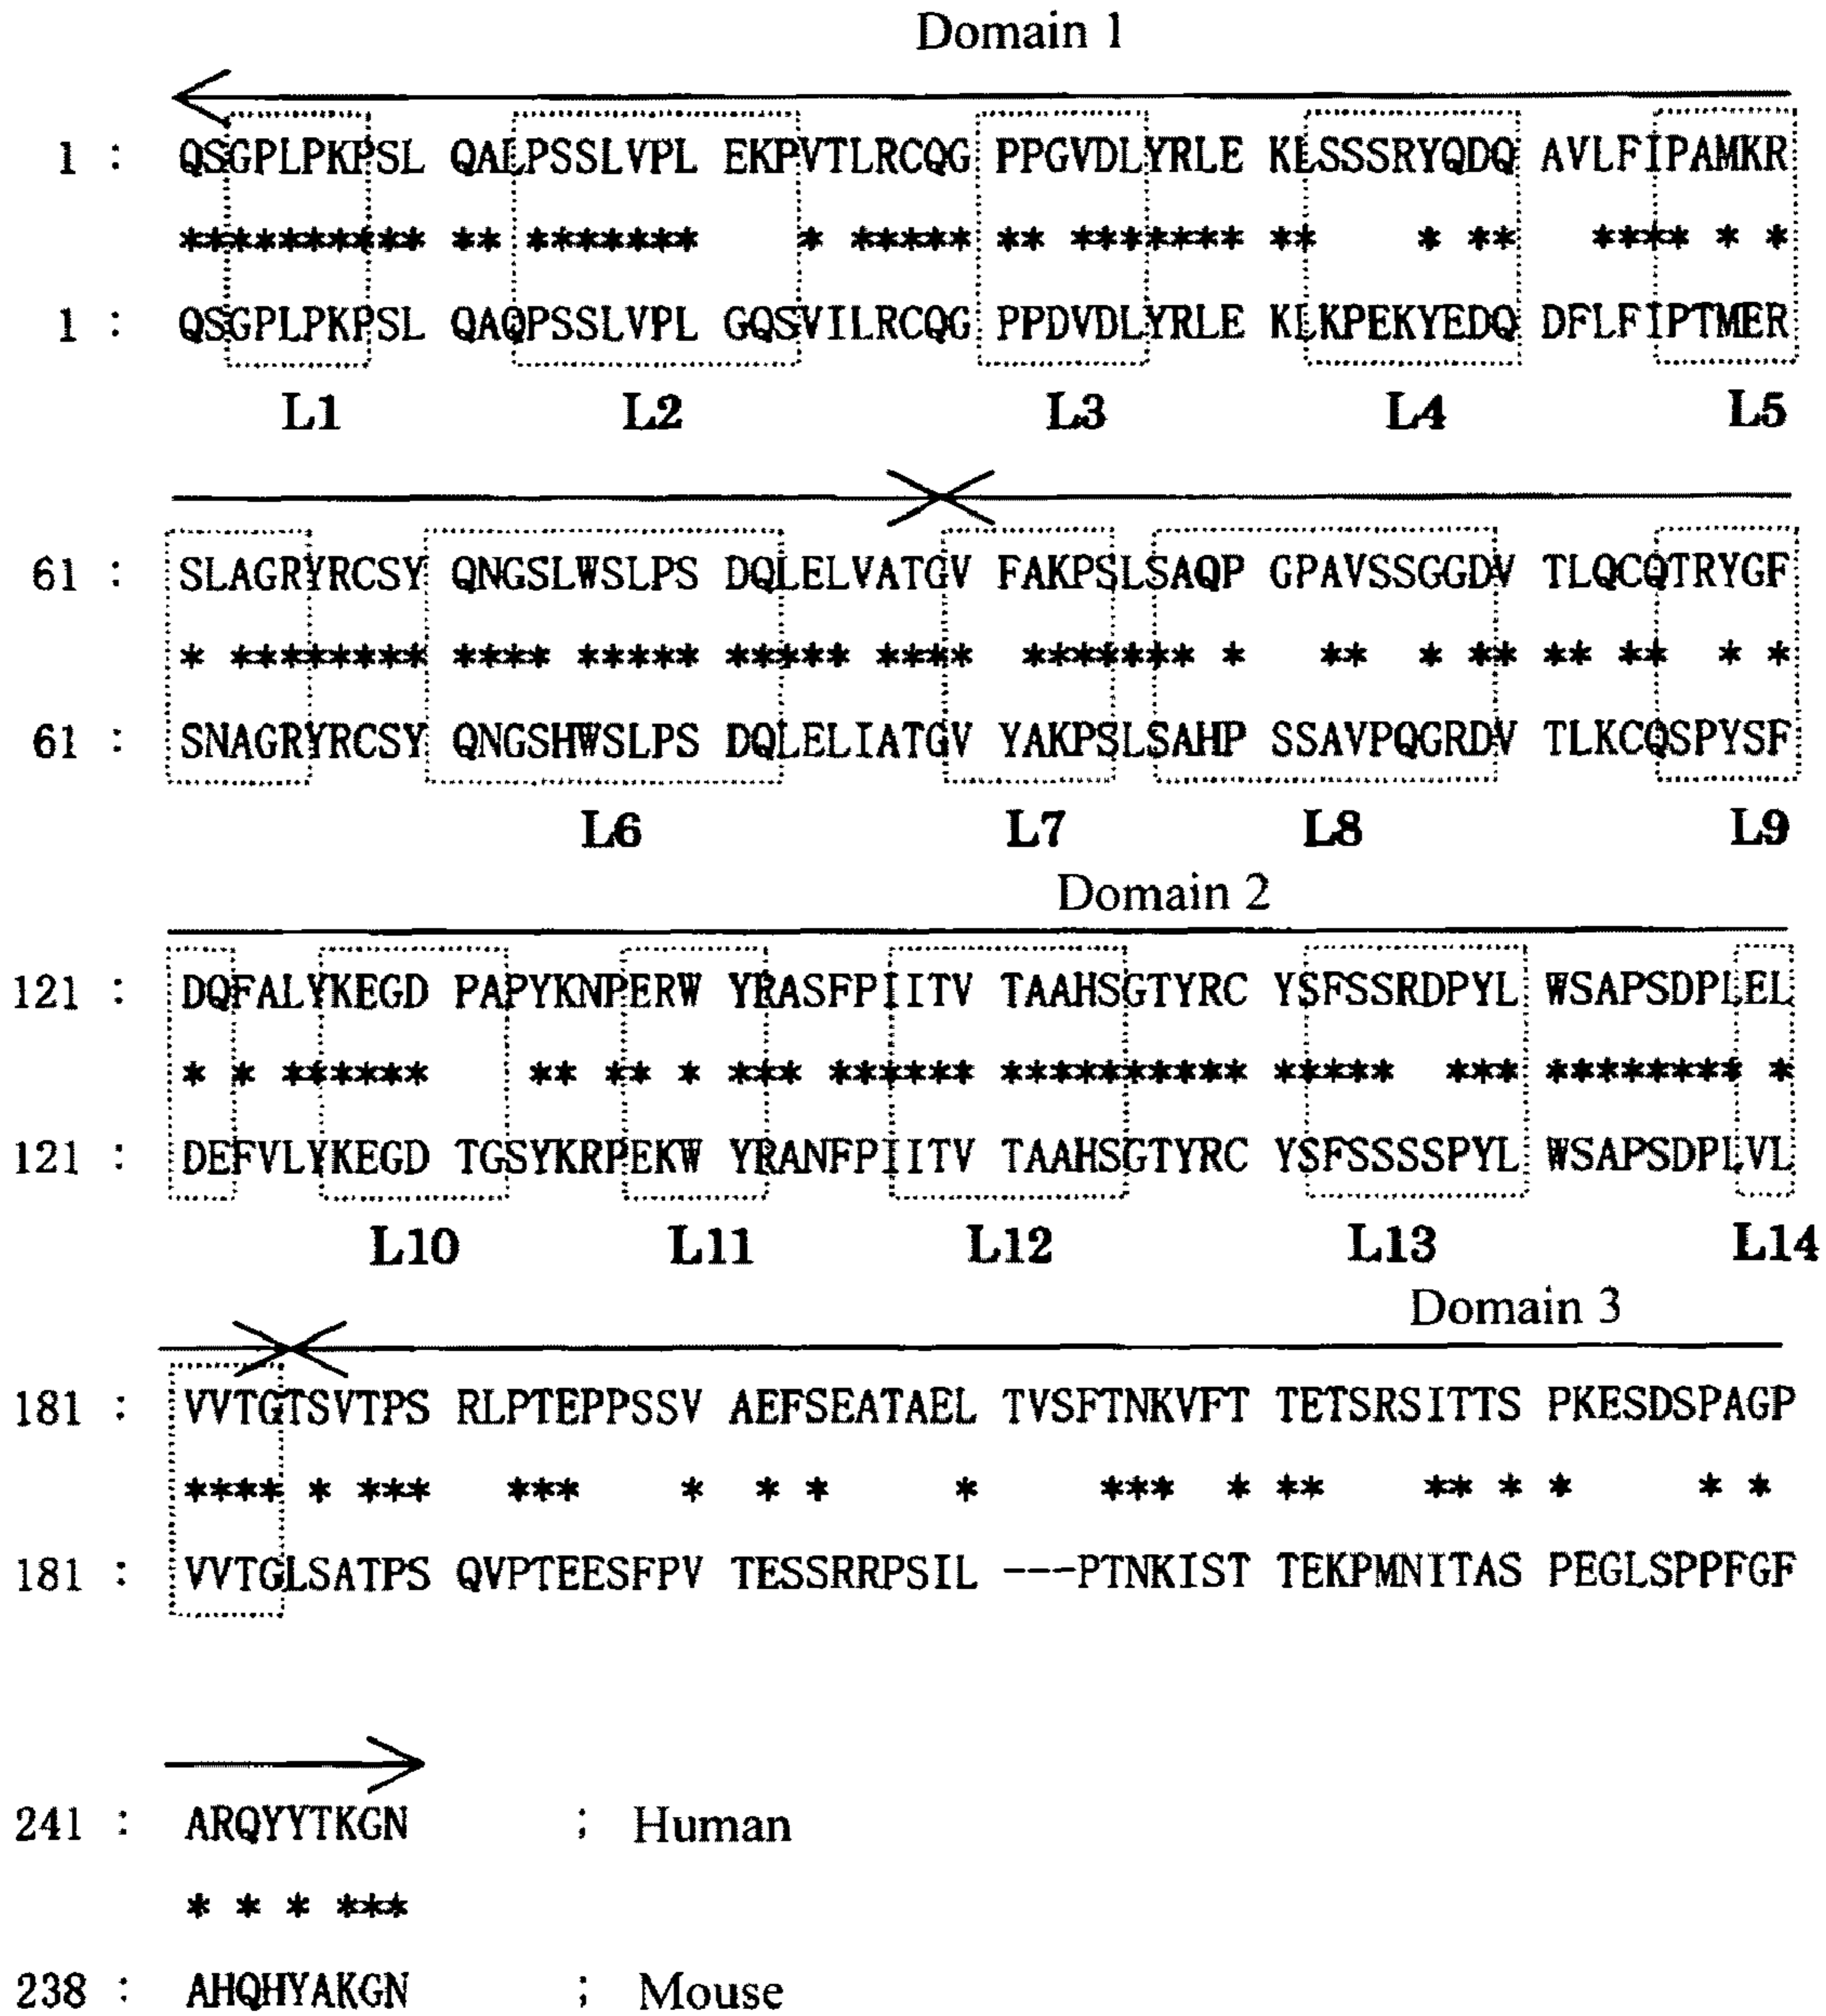 Domain 1
1 : QSGPLPKPSL QALPSSLVPL EKPVTLRCQG PPGVDLYRLE KLSSSRYQDQ AVLFIPAMKR
********** ** ******* * ***** ** ******* ** * ** **** * *
1 : QSGPLPKPSL QAQPSSLVPL GQSVILRCQG PPDVDLYRLE KLKPEKYEDQ DFLFIPTMER
L1 L2 L3 L4 L5
61 : SLAGRYRCSY QNGSLWSLPS DQLELVATGV FAKPSLSAQP GPAVSSGGDV TLQCQTRYGF
* ******** **** ***** ***** **** ******* * ** * ** ** ** * *
61 : SNAGRYRCSY QNGSHWSLPS DQLELIATGV YAKPSLSAHP SSAVPQGRDV TLKCQSPYSF
L6 L7 L8 L9
Domain 2
121 : DQFALYKEGD PAPYKNPERW YRASFPIITV TAAHSGTYRC YSFSSRDPYL WSAPSDPLEL
* * ****** ** ** * *** ****** ********** ***** *** ******** *
121 : DEFVLYKEGD TGSYKRPEKW YRANFPIITV TAAHSGTYRC YSFSSSSPYL WSAPSDPLVL
L10 L11 L12 L13 L14
Domain 3
181 : VVTGTSVTPS RLPTEPPSSV AEFSEATAEL TVSFTNKVFT TETSRSITTS PKESDSPAGP
**** * *** *** * * * * *** * ** ** * * * *
181 : VVTGLSATPS QVPTEESFPV TESSRRPSIL ---PTNKIST TEKPMNITAS PEGLSPPFGF
241 : ARQYYTKGN ; Human
* * * ***
238 : AHQHYAKGN ; Mouse